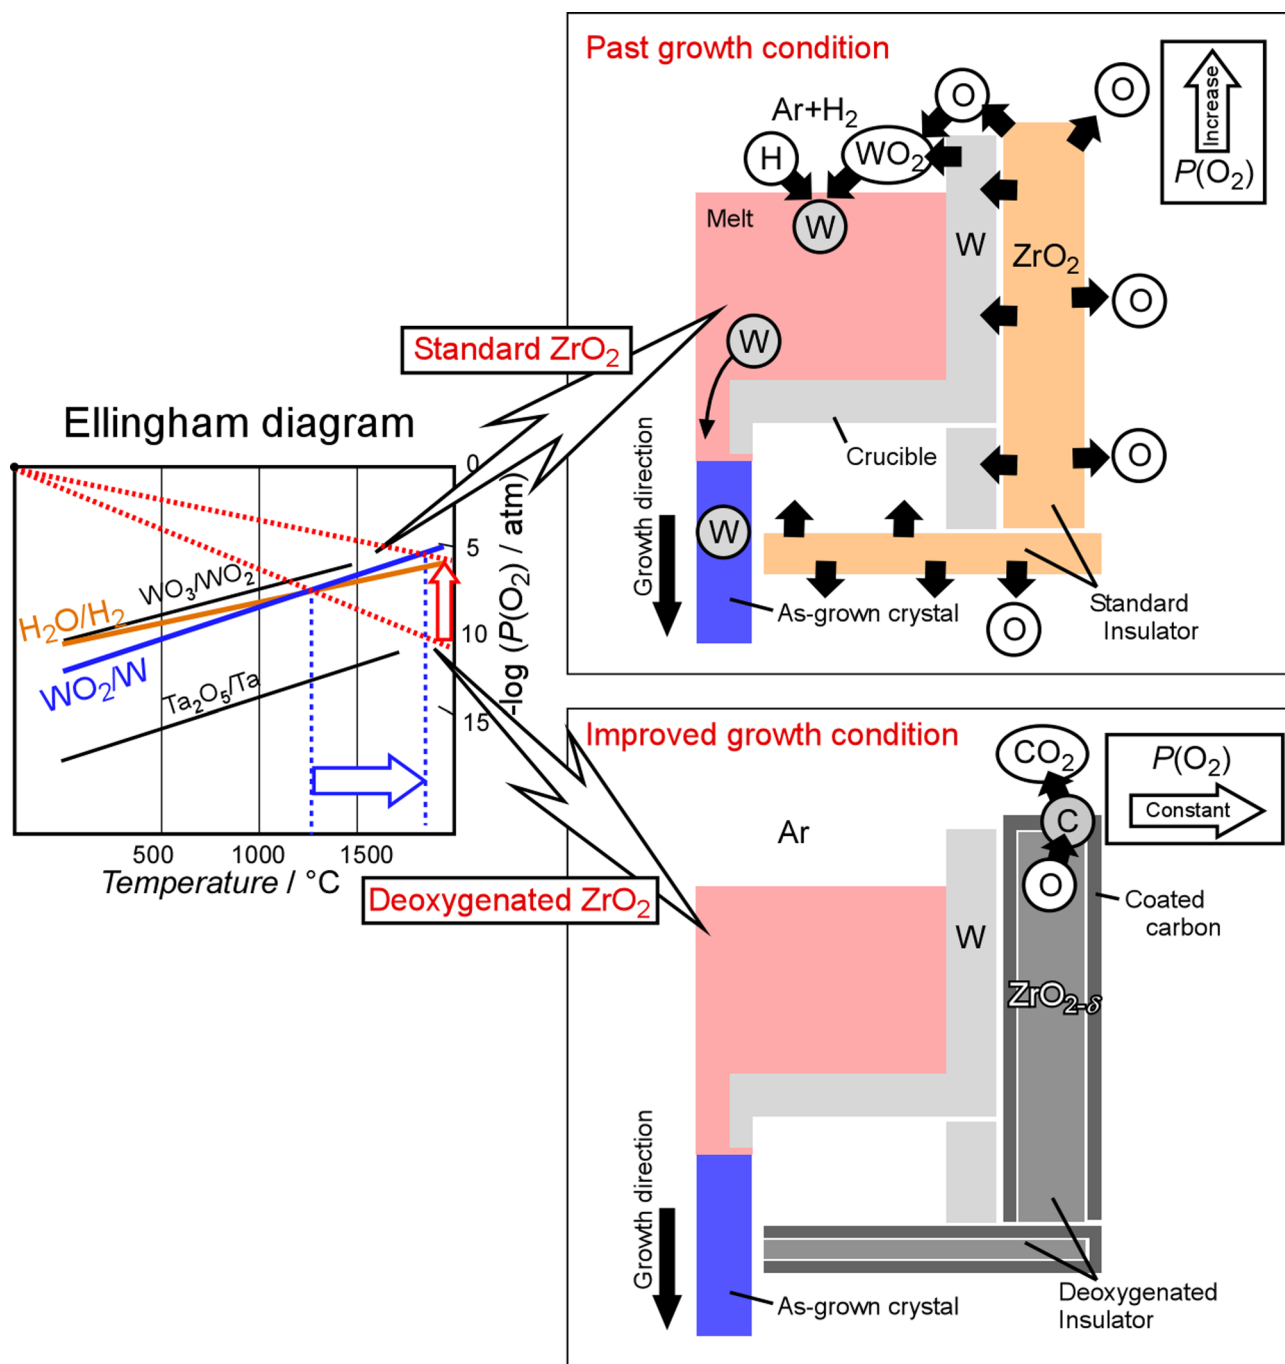 Past growth condition
Increase
P(O₂)
O
O
Ar+H₂
H
WO₂
W
Melt
W
ZrO₂
O
W
Crucible
O
Growth direction
W
As-grown crystal
O
Standard
Insulator
Standard ZrO₂
Ellingham diagram
0
5
10
15
-log (P(O₂) / atm)
WO₃/WO₂
H₂O/H₂
WO₂/W
Ta₂O₅/Ta
500
1000
1500
Temperature / °C
Deoxygenated ZrO₂
Improved growth condition
CO₂
P(O₂)
Constant
C
O
Ar
Coated
carbon
W
ZrO₂₋δ
Growth direction
As-grown crystal
Deoxygenated
Insulator